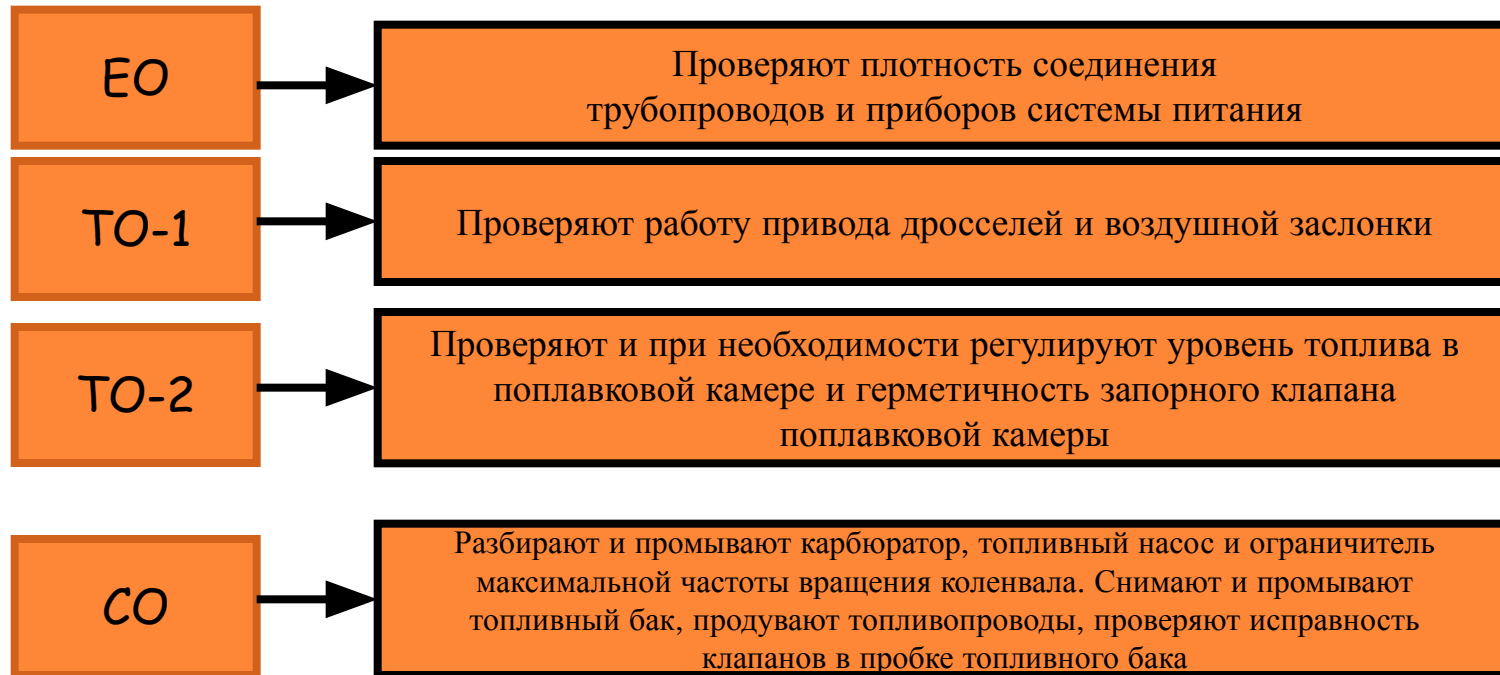 ЕО
Проверяют плотность соединения
трубопроводов и приборов системы питания
ТО-1
Проверяют работу привода дросселей и воздушной заслонки
ТО-2
Проверяют и при необходимости регулируют уровень топлива в
поплавковой камере и герметичность запорного клапана
поплавковой камеры
СО
Разбирают и промывают карбюратор, топливный насос и ограничитель
максимальной частоты вращения коленвала. Снимают и промывают
топливный бак, продувают топливопроводы, проверяют исправность
клапанов в пробке топливного бака